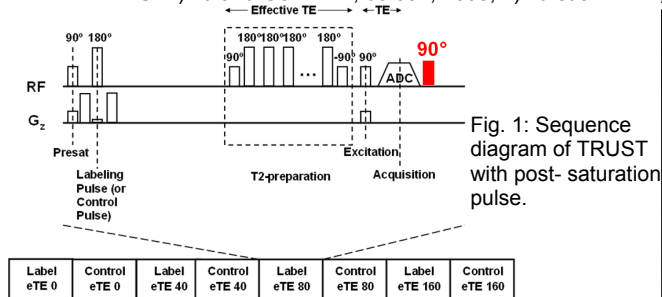 Effective TE TE
90° 180° 180°180°180° 180° 90°
90° ... -90° 90° ADC
RF
Gz
Presat Excitation
Labeling Pulse (or Control Pulse)
T2-preparation
Acquisition
Fig. 1: Sequence
diagram of TRUST
with post- saturation
pulse.
Label Control Label Control Label Control Label Control
eTE 0 eTE 0 eTE 40 eTE 40 eTE 80 eTE 80 eTE 160 eTE 160